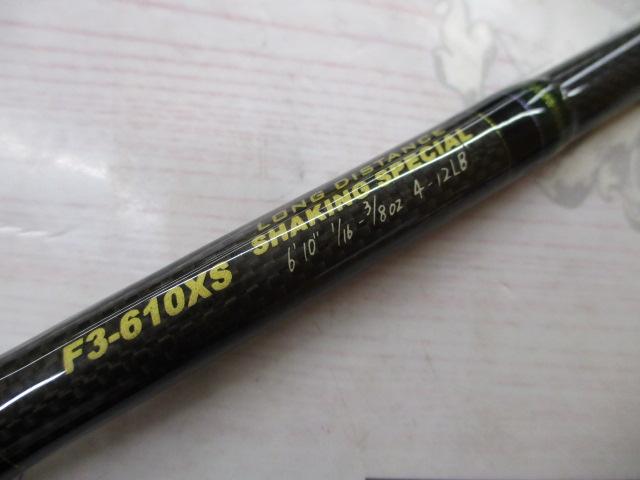 F3-610XS
LONG DISTANCE
SHAKING SPECIAL
6'10" 1/16-3/8oz 4-12LB